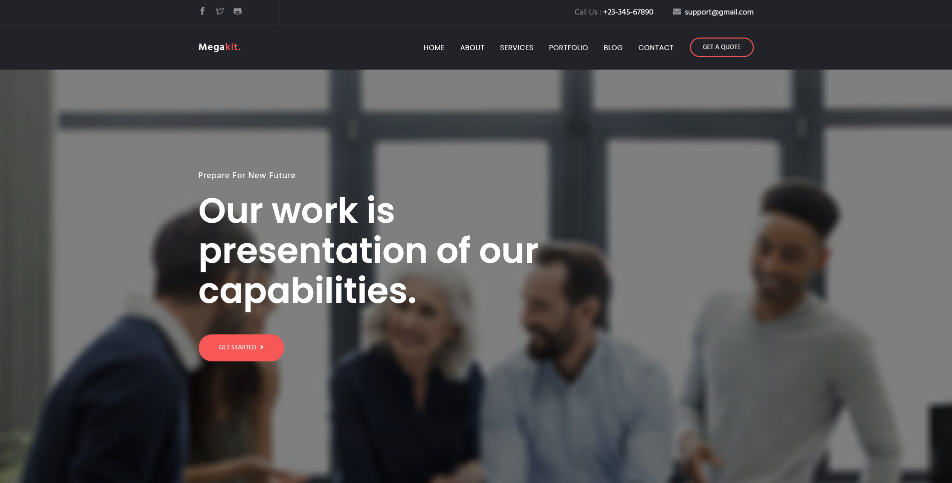 Call Us : +23-345-67890
support@gmail.com
Megakit.
HOME ABOUT SERVICES PORTFOLIO BLOG CONTACT GET A QUOTE
Prepare For New Future
Our work is
presentation of our
capabilities.
GET STARTED